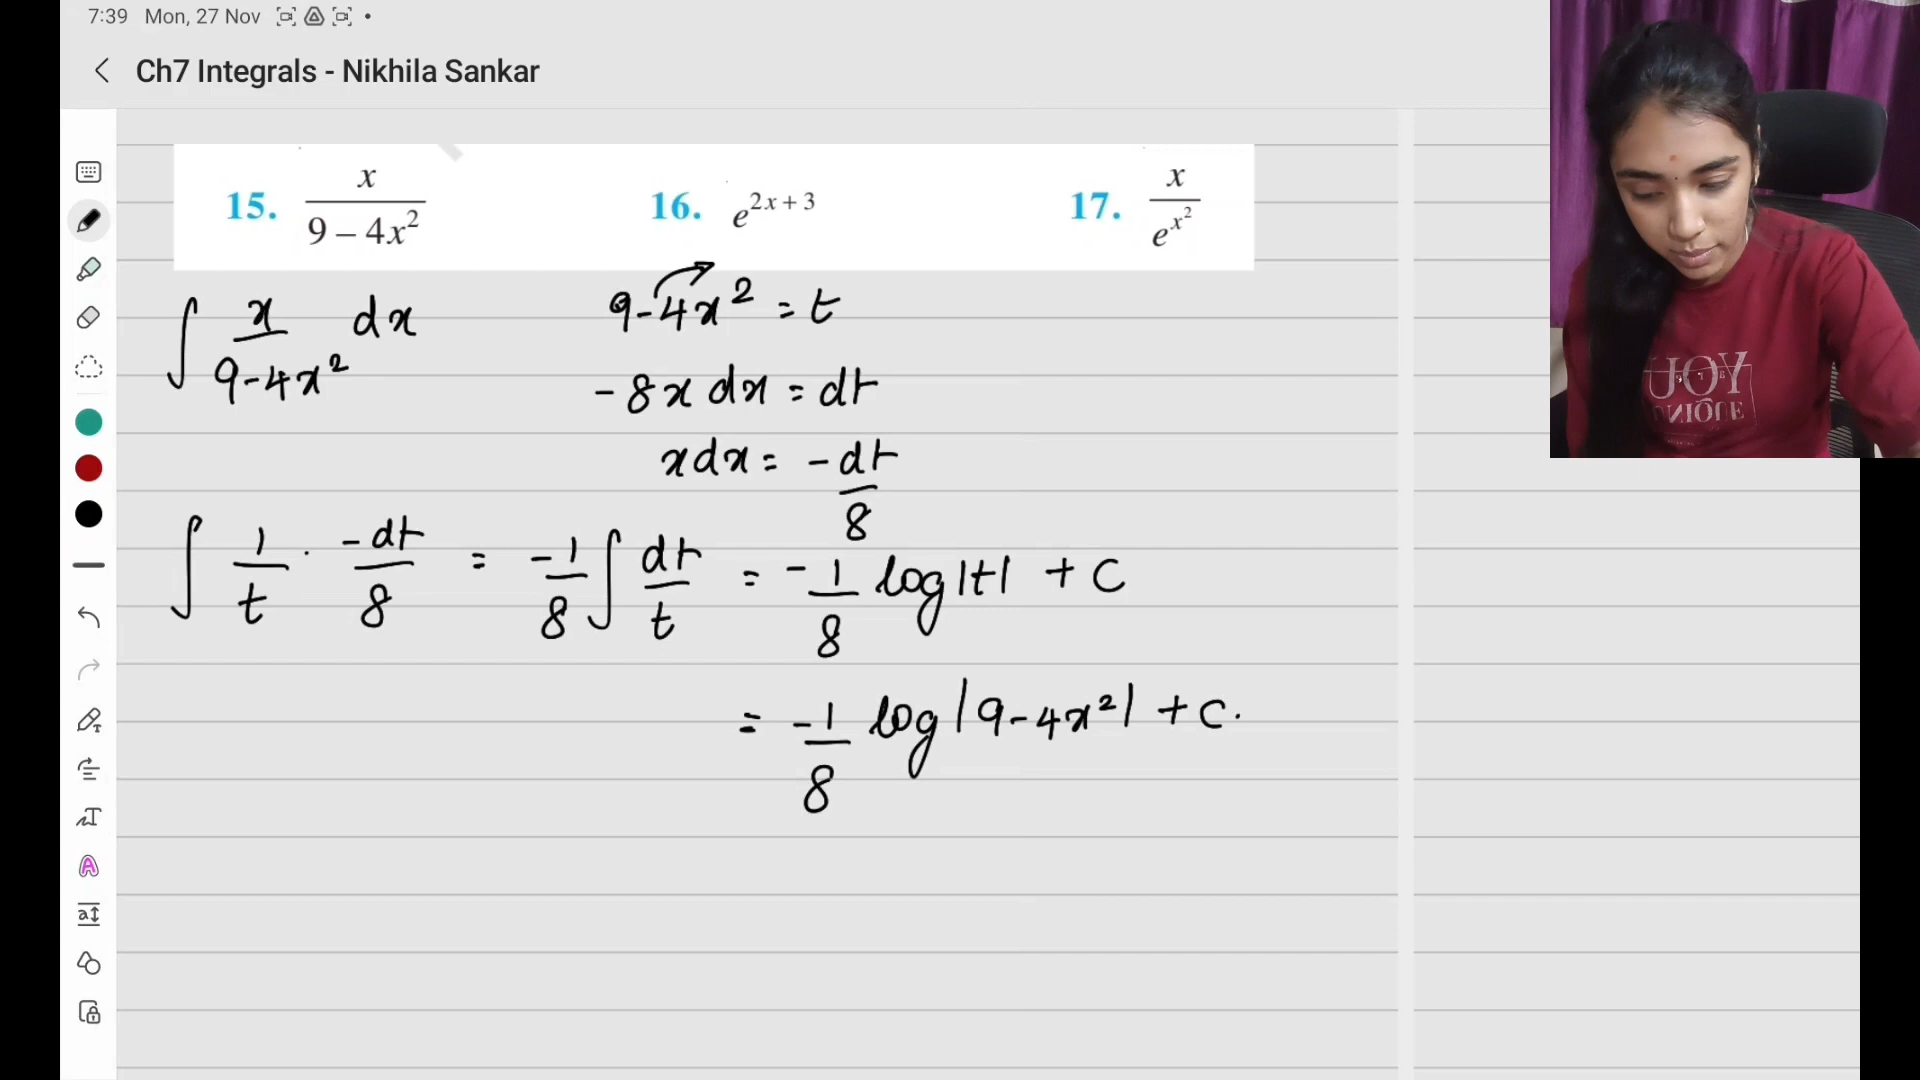 7:39 Mon, 27 Nov
Ch7 Integrals - Nikhila Sankar
15. x / (9 – 4x²) 16. e^(2x + 3) 17. x / e^(x²)
∫ x / (9-4x²) dx 9-4x² = t
-8x dx = dt
x dx = -dt/8
∫ 1/t · -dt/8 = -1/8 ∫ dt/t = -1/8 log|t| + C
= -1/8 log|9-4x²| + C.
YOU
UNIQUE